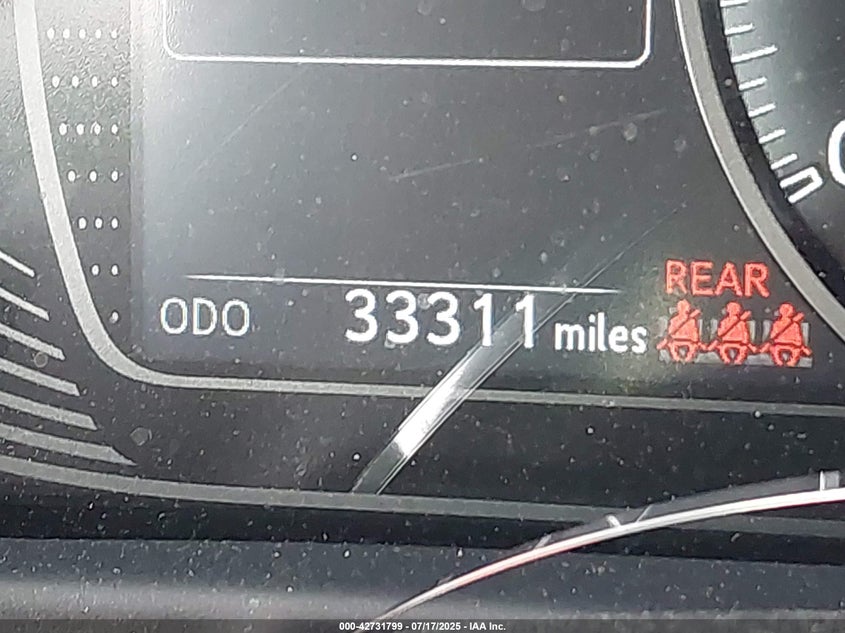 REAR
ODO 33311 miles
000-42731799 - 07/17/2025 - IAA Inc.